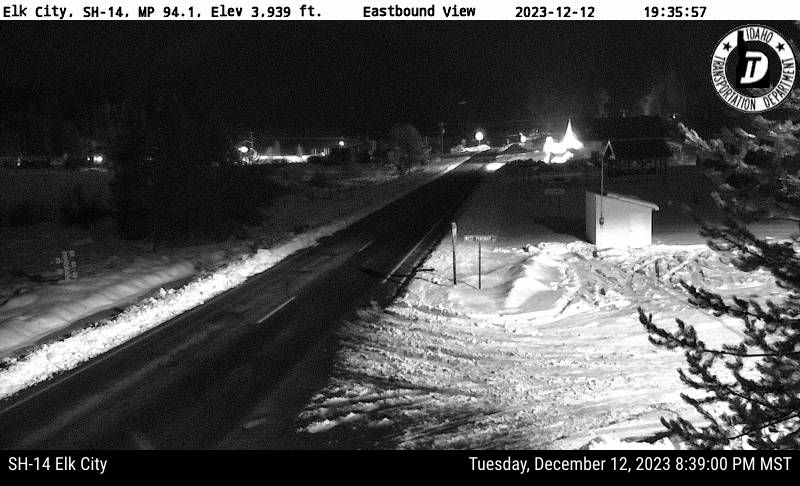 Elk City, SH-14, MP 94.1, Elev 3,939 ft. Eastbound View 2023-12-12 19:35:57
IDAHO
TRANSPORTATION DEPARTMENT
SH-14 Elk City Tuesday, December 12, 2023 8:39:00 PM MST